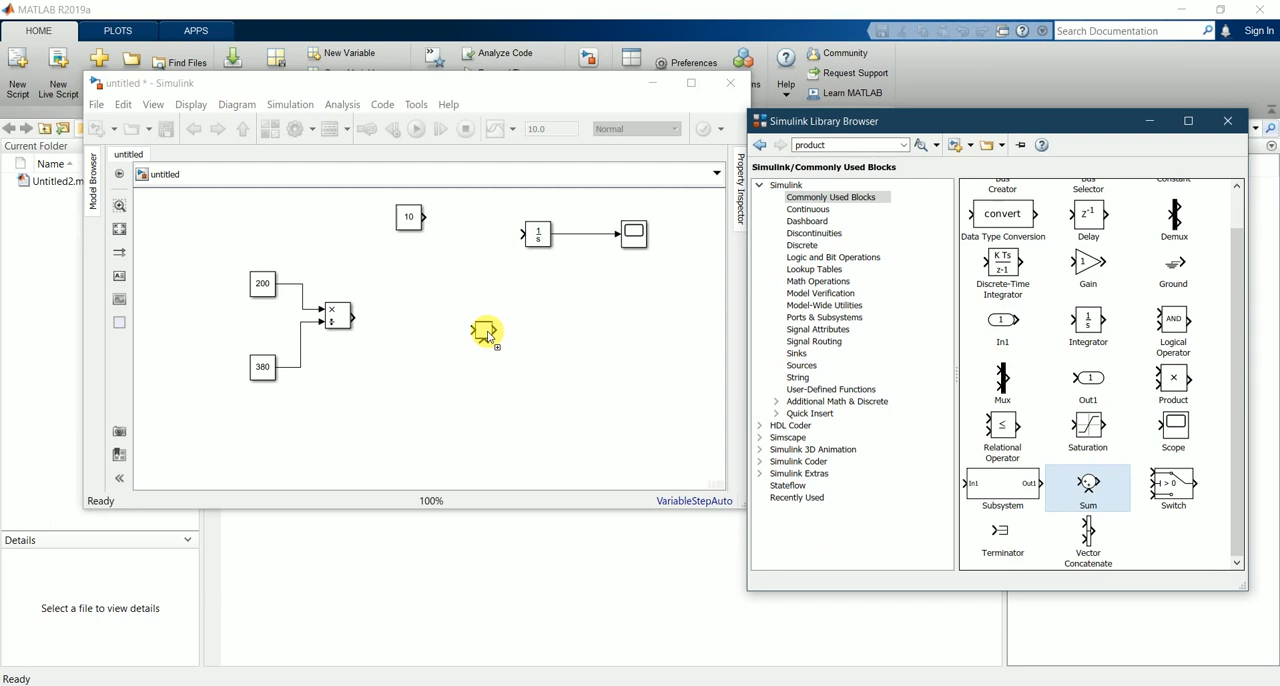 MATLAB R2019a
HOME
PLOTS
APPS
Search Documentation
Sign In
New Script
New Live Script
Find Files
New Variable
Analyze Code
Preferences
Help
Community
Request Support
Learn MATLAB
untitled * - Simulink
File Edit View Display Diagram Simulation Analysis Code Tools Help
10.0
Normal
Current Folder
Name
Untitled2.m
Model Browser
untitled
untitled
Property Inspector
10
1
s
200
×
÷
380
Ready
100%
VariableStepAuto
Details
Select a file to view details
Ready
Simulink Library Browser
product
Simulink/Commonly Used Blocks
Simulink
Commonly Used Blocks
Continuous
Dashboard
Discontinuities
Discrete
Logic and Bit Operations
Lookup Tables
Math Operations
Model Verification
Model-Wide Utilities
Ports & Subsystems
Signal Attributes
Signal Routing
Sinks
Sources
String
User-Defined Functions
Additional Math & Discrete
Quick Insert
HDL Coder
Simscape
Simulink 3D Animation
Simulink Coder
Simulink Extras
Stateflow
Recently Used
Creator
Selector
convert
Z-1
Data Type Conversion
Delay
Demux
K Ts
z-1
1
Discrete-Time Integrator
Gain
Ground
1
1
s
AND
In1
Integrator
Logical Operator
1
×
Mux
Out1
Product
≤
Relational Operator
Saturation
Scope
In1 Out1
> 0
Subsystem
Sum
Switch
Terminator
Vector Concatenate